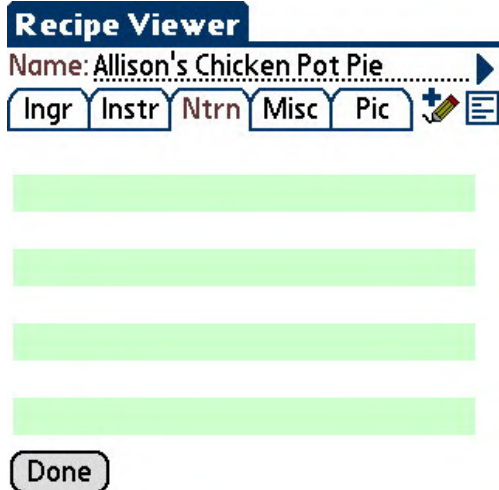 Recipe Viewer
Name: Allison's Chicken Pot Pie
Ingr Instr Ntrn Misc Pic
Done